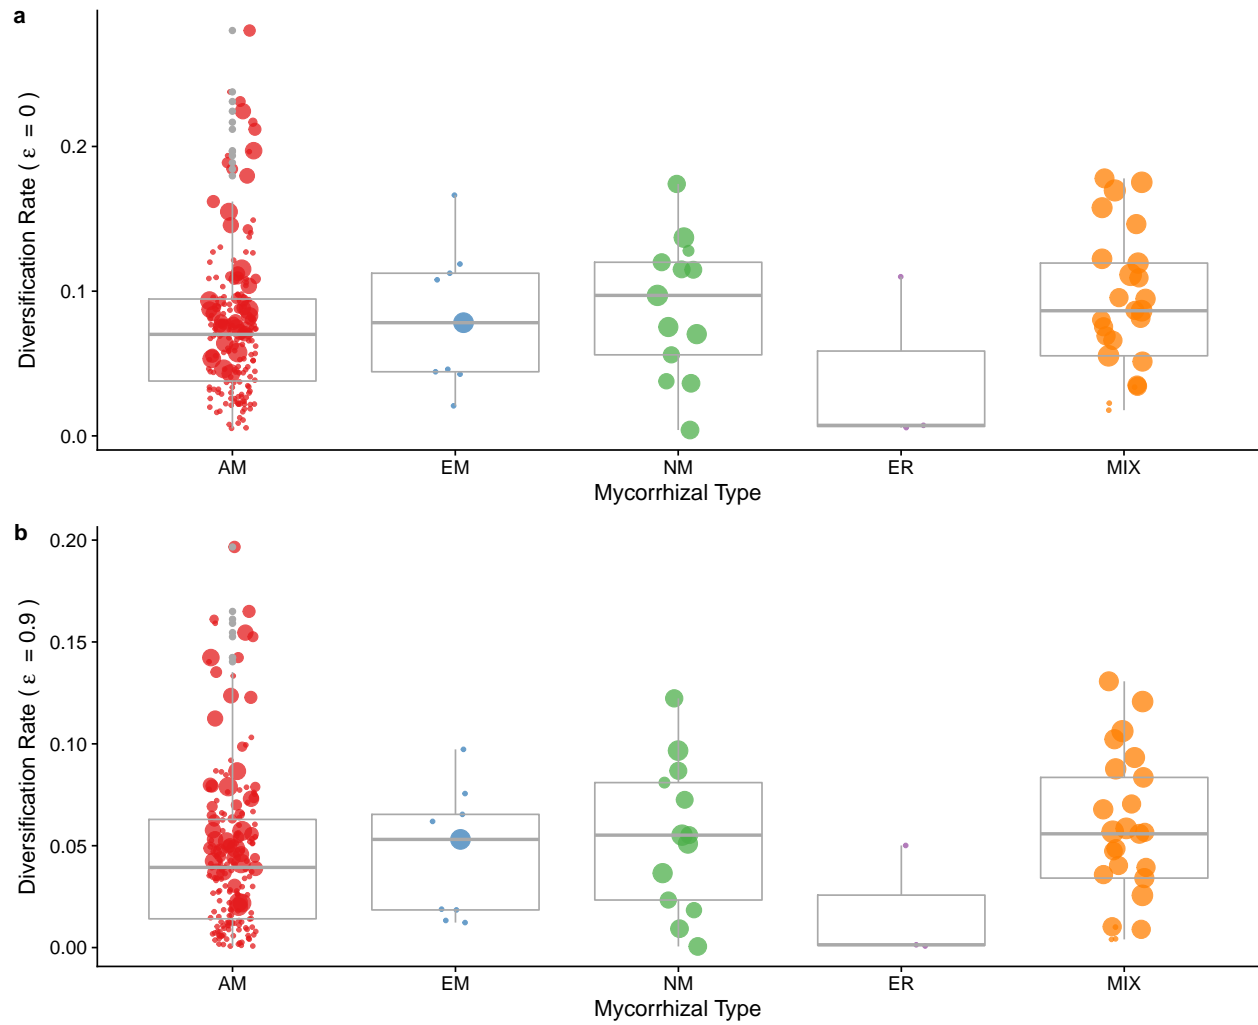 a
Diversification Rate ( ε = 0 )
0.2
0.1
0.0
AM EM NM ER MIX
Mycorrhizal Type
b
Diversification Rate ( ε = 0.9 )
0.20
0.15
0.10
0.05
0.00
AM EM NM ER MIX
Mycorrhizal Type